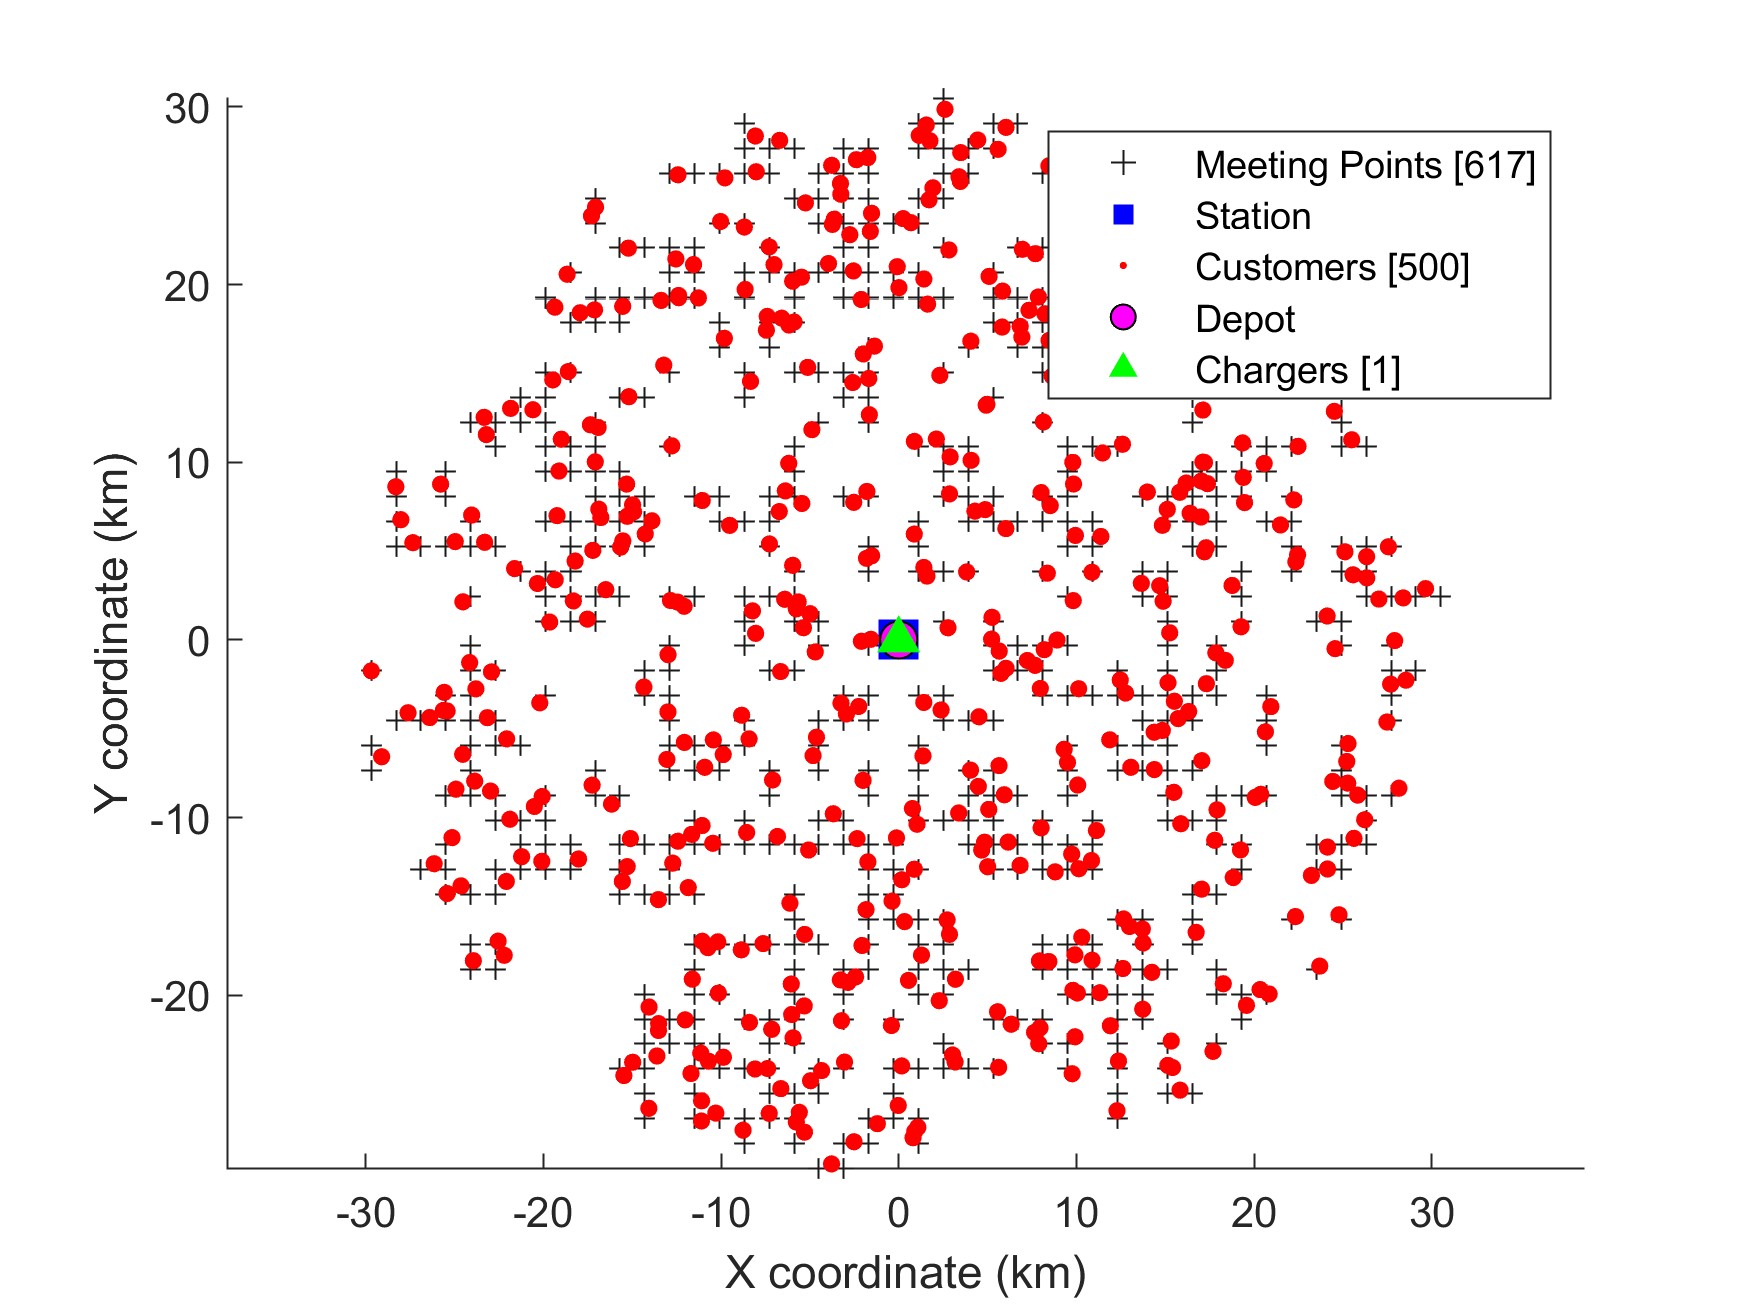 30
20
10
0
-10
-20
Y coordinate (km)
Meeting Points [617]
Station
Customers [500]
Depot
Chargers [1]
-30 -20 -10 0 10 20 30
X coordinate (km)